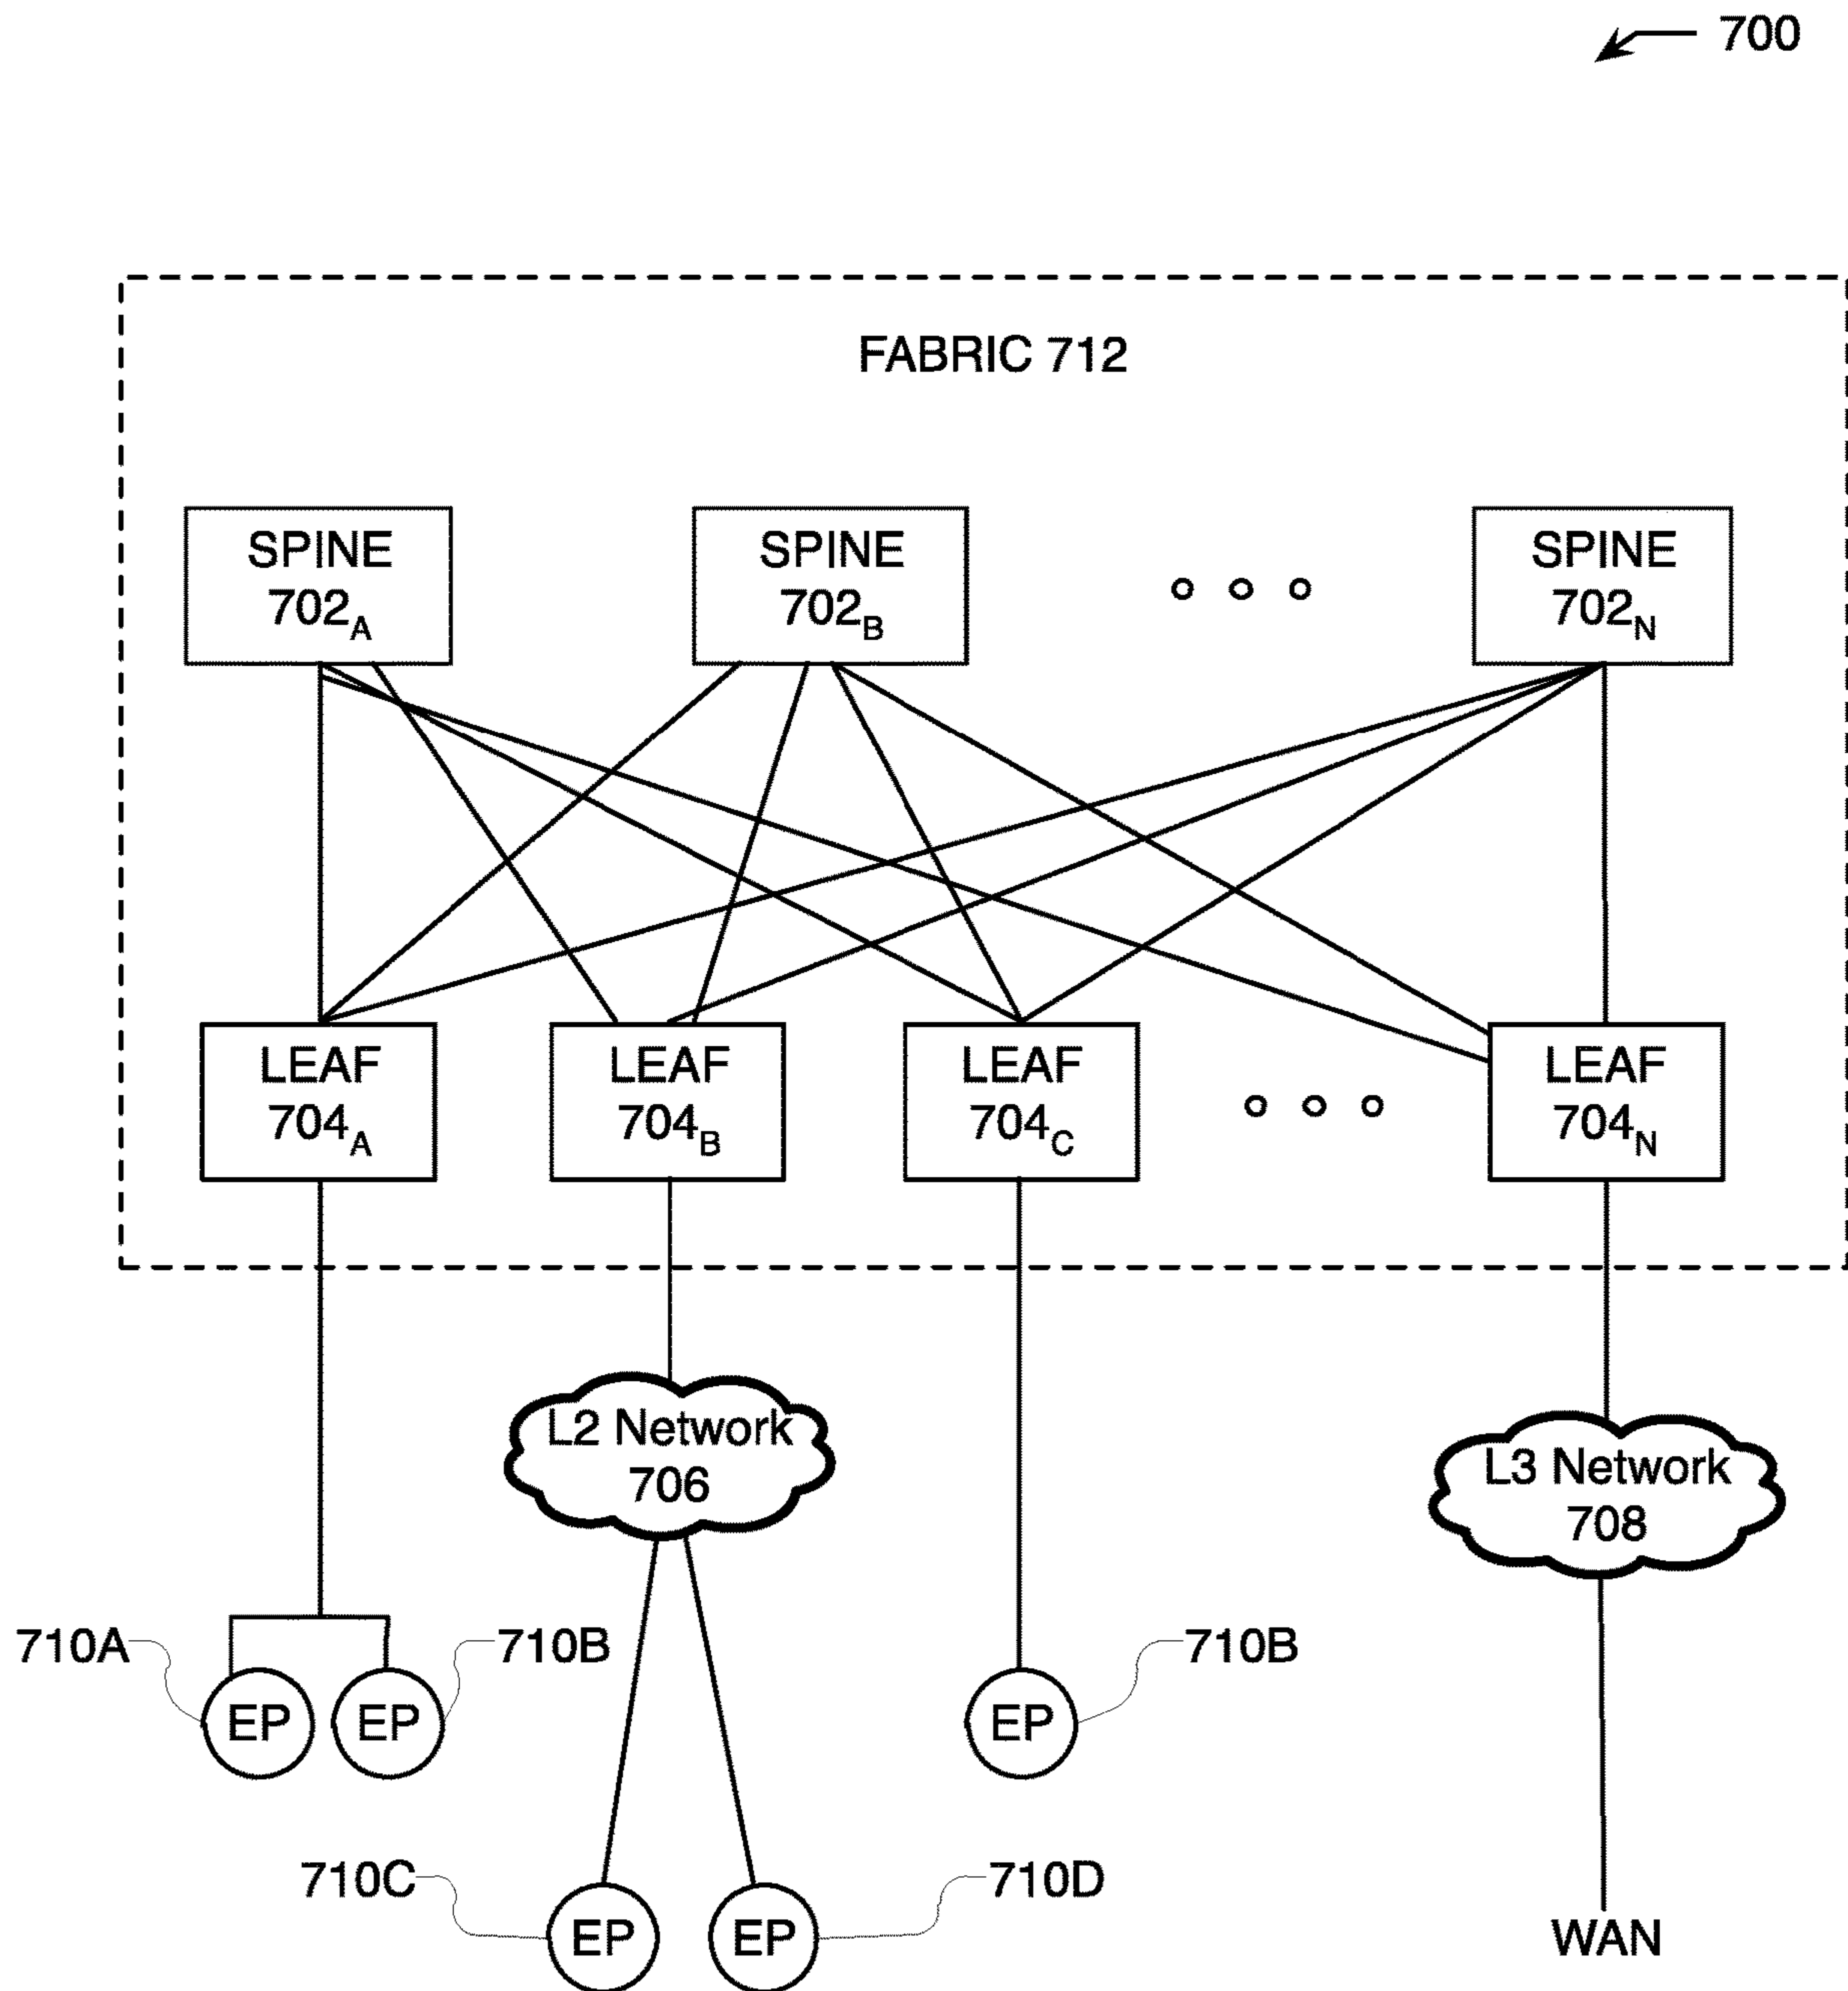 700
FABRIC 712
SPINE
702A
SPINE
702B
SPINE
702N
LEAF
704A
LEAF
704B
LEAF
704C
LEAF
704N
L2 Network
706
L3 Network
708
710A
710B
710B
EP
EP
EP
710C
710D
EP
EP
WAN